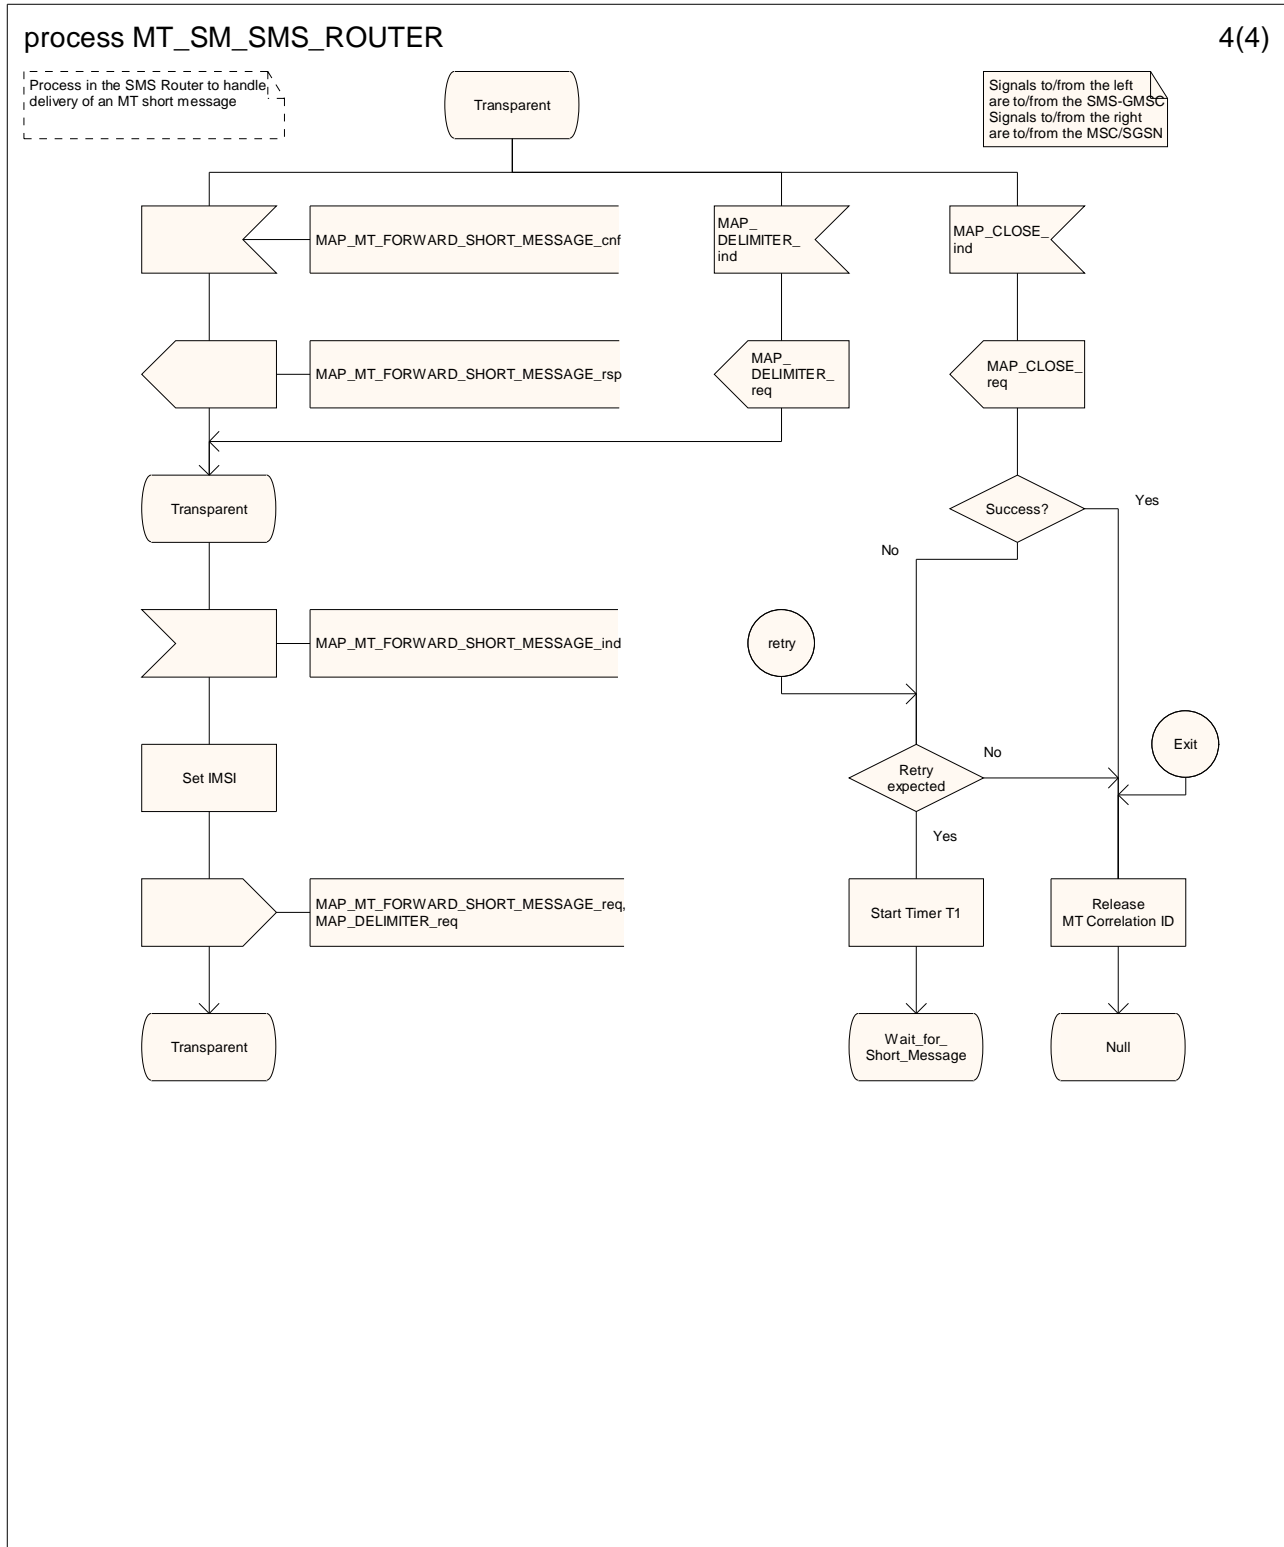 process MT_SM_SMS_ROUTER
4(4)
Process in the SMS Router to handle
delivery of an MT short message
Transparent
Signals to/from the left
are to/from the SMS-GMSC
Signals to/from the right
are to/from the MSC/SGSN
MAP_MT_FORWARD_SHORT_MESSAGE_cnf
MAP_
DELIMITER_
ind
MAP_CLOSE_
ind
MAP_MT_FORWARD_SHORT_MESSAGE_rsp
MAP_
DELIMITER_
req
MAP_CLOSE_
req
Transparent
Success?
Yes
No
MAP_MT_FORWARD_SHORT_MESSAGE_ind
retry
Set IMSI
Retry
expected
No
Exit
Yes
MAP_MT_FORWARD_SHORT_MESSAGE_req,
MAP_DELIMITER_req
Start Timer T1
Release
MT Correlation ID
Transparent
Wait_for_
Short_Message
Null